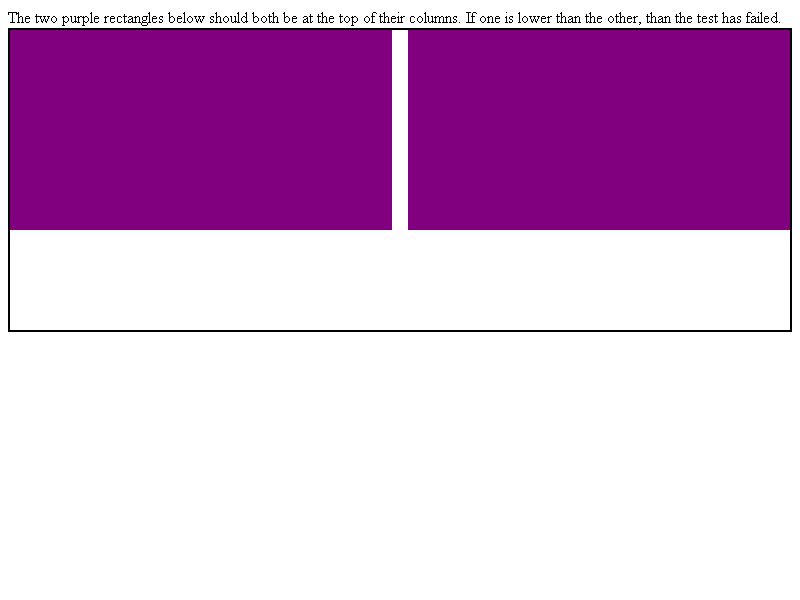 The two purple rectangles below should both be at the top of their columns. If one is lower than the other, than the test has failed.